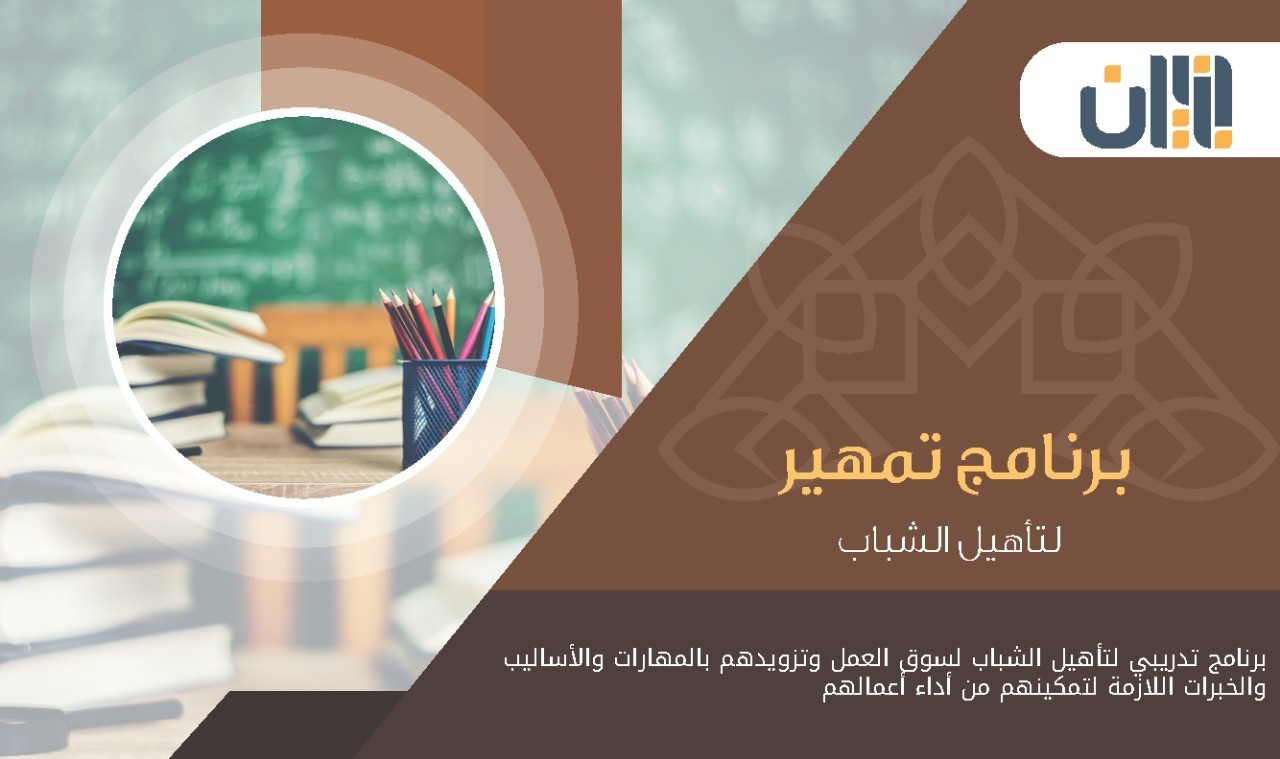 برنامج تمهير
لتأهيل الشباب
برنامج تدريبي لتأهيل الشباب لسوق العمل وتزويدهم بالمهارات والأساليب
والخبرات اللازمة لتمكينهم من أداء أعمالهم